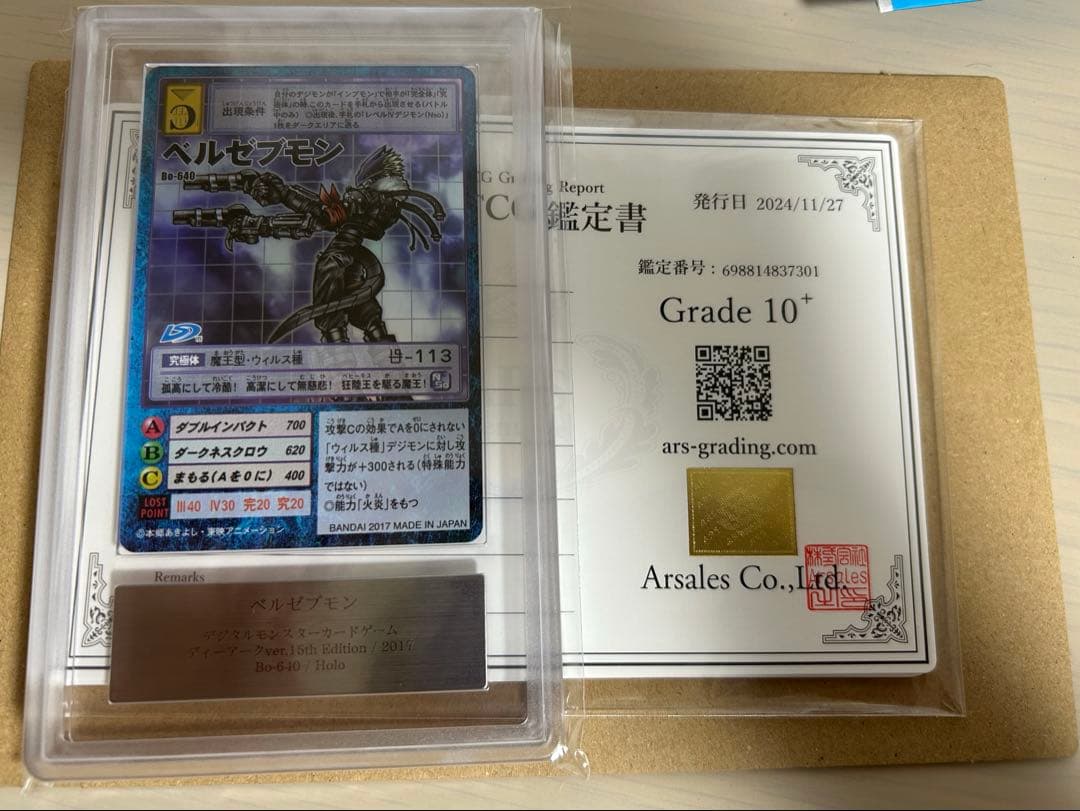 出現条件
自分のデジモンが「インプモン」で相手が「完全体」「究
極体」の時、このカードを手札から出現させる(バトル
中のみ) ◎出現後、手札の「レベルⅣデジモン(Nso)」
1枚をダークエリアに送る
ベルゼブモン
Bo-640
究極体 魔王型・ウィルス種 -113
孤高にして冷酷! 高潔にして無慈悲! 狂陸王を駆る魔王!
A ダブルインパクト 700
B ダークネスクロウ 620
C まもる(Aを0に) 400
LOST POINT Ⅲ40 Ⅳ30 完20 究20
攻撃Cの効果でAを0にされない
「ウィルス種」デジモンに対し攻
撃力が+300される(特殊能力
ではない)
◎能力「火炎」をもつ
BANDAI 2017 MADE IN JAPAN
©本郷あきよし・東映アニメーション
Remarks
ベルゼブモン
デジタルモンスターカードゲーム
ディーアークver.15th Edition / 2017
Bo-640 / Holo
Report
鑑定書
発行日 2024/11/27
鑑定番号:698814837301
Grade 10+
ars-grading.com
Arsales Co.,Ltd.
株式会社
Arsales